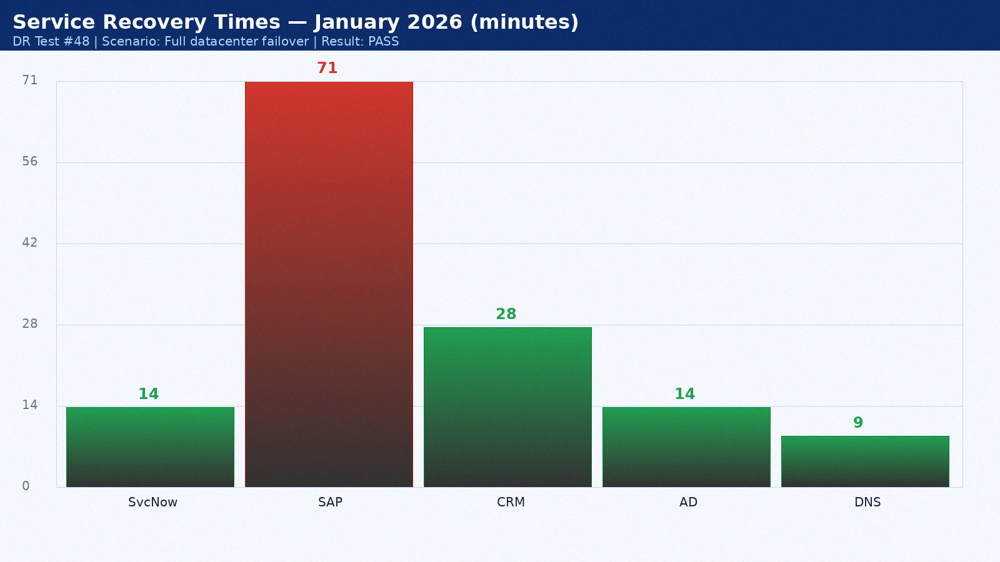 Service Recovery Times — January 2026 (minutes)
DR Test #48 | Scenario: Full datacenter failover | Result: PASS
71
71
56
42
28
28
14
14
14
9
0
SvcNow
SAP
CRM
AD
DNS